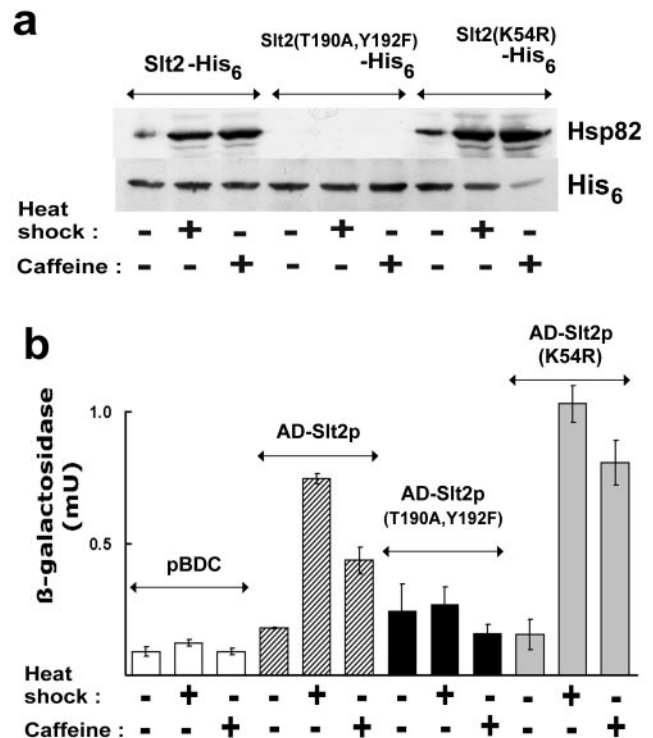 a
Slt2-His6
Slt2(T190A,Y192F)
-His6
Slt2(K54R)
-His6
Hsp82
His6
Heat
shock : - + - - + - - + -
Caffeine : - - + - - + - - +
b
ß-galactosidase
(mU)
1.0
0.5
pBDC
AD-Slt2p
AD-Slt2p
(T190A,Y192F)
AD-Slt2p
(K54R)
Heat
shock : - + - - + - - + - - + -
Caffeine : - - + - - + - - + - - +